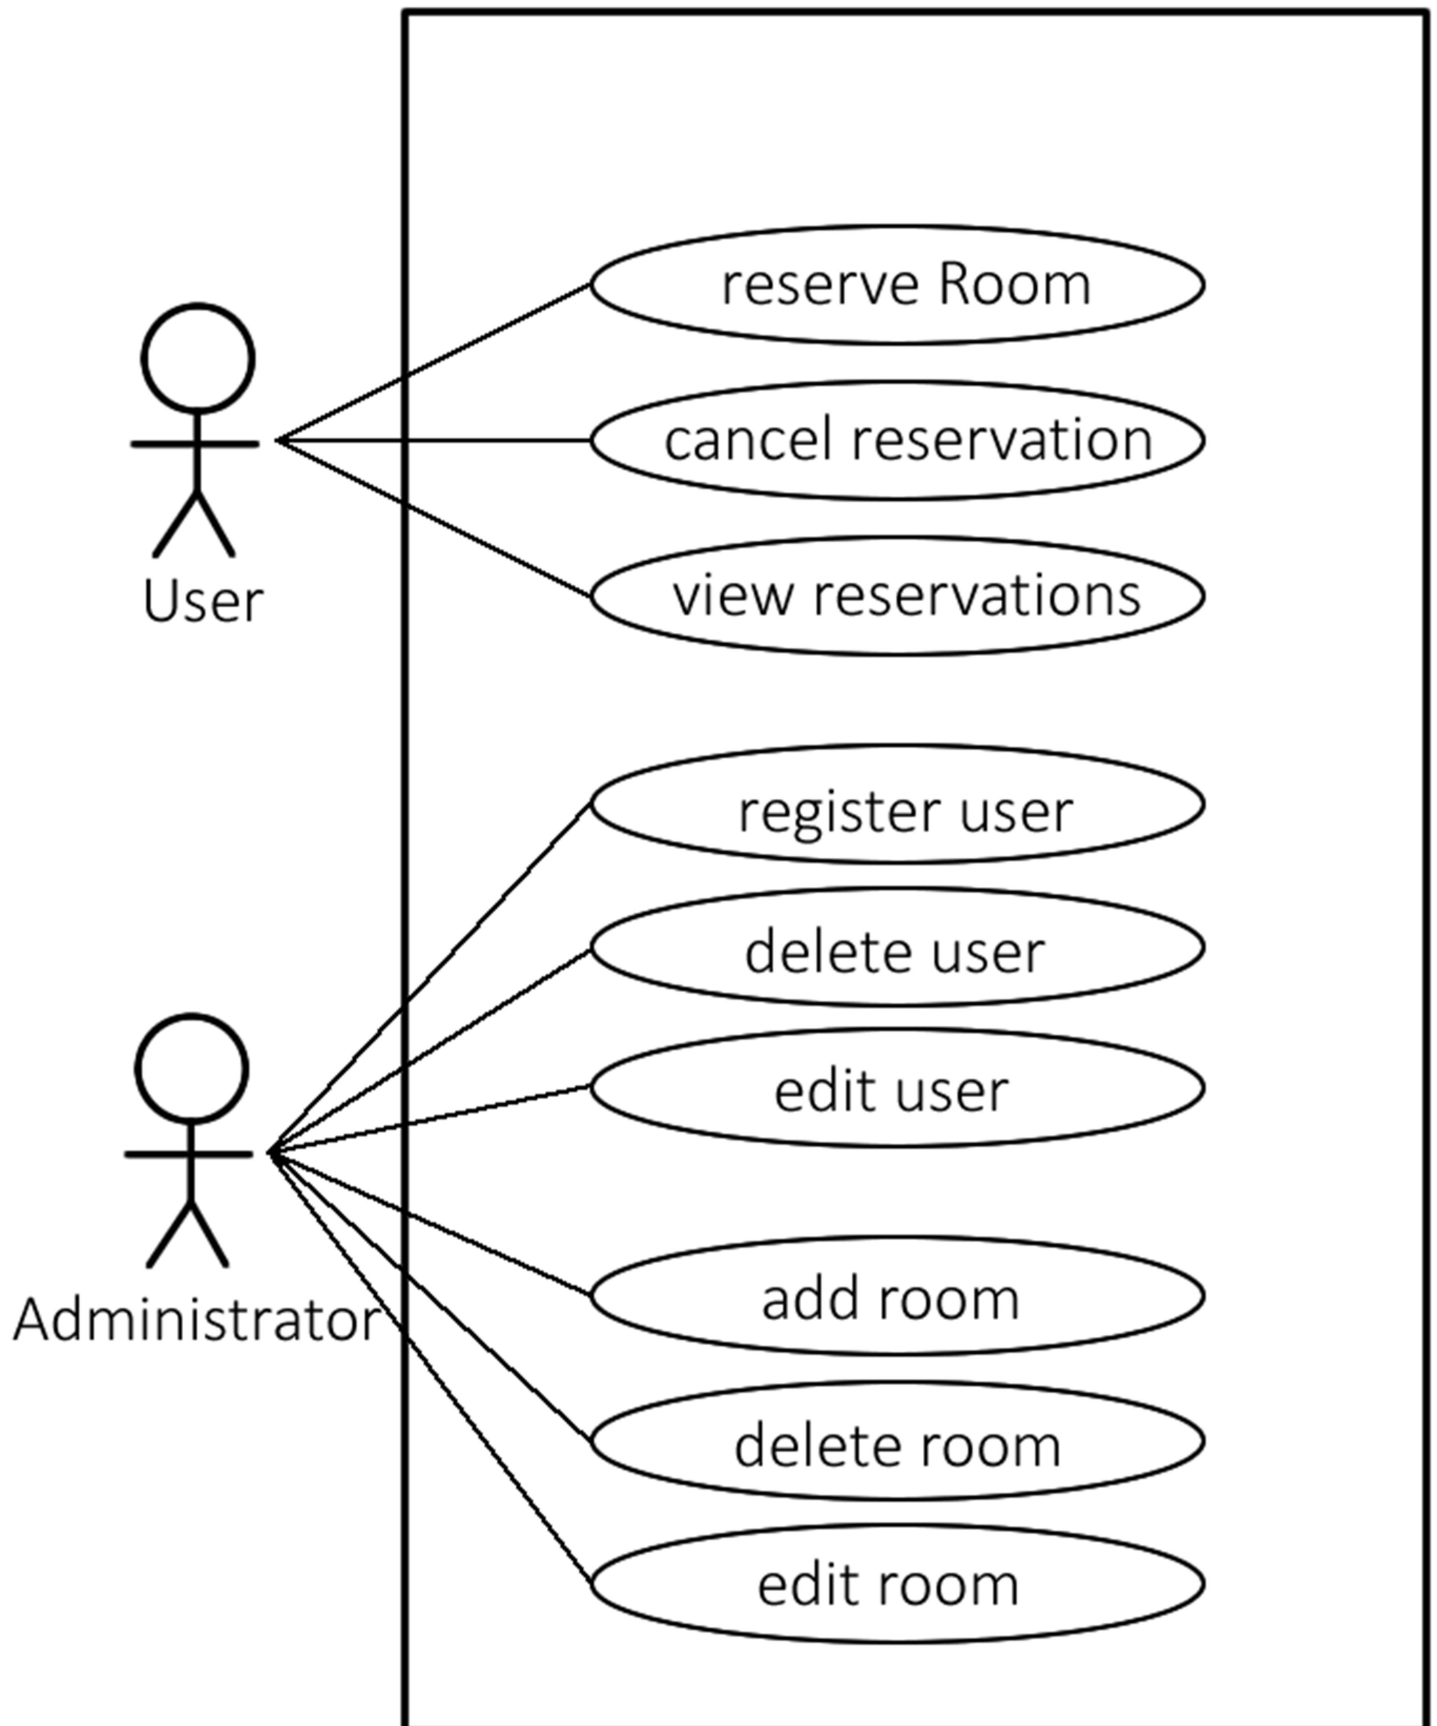 reserve Room
cancel reservation
view reservations
User
register user
delete user
edit user
Administrator
add room
delete room
edit room